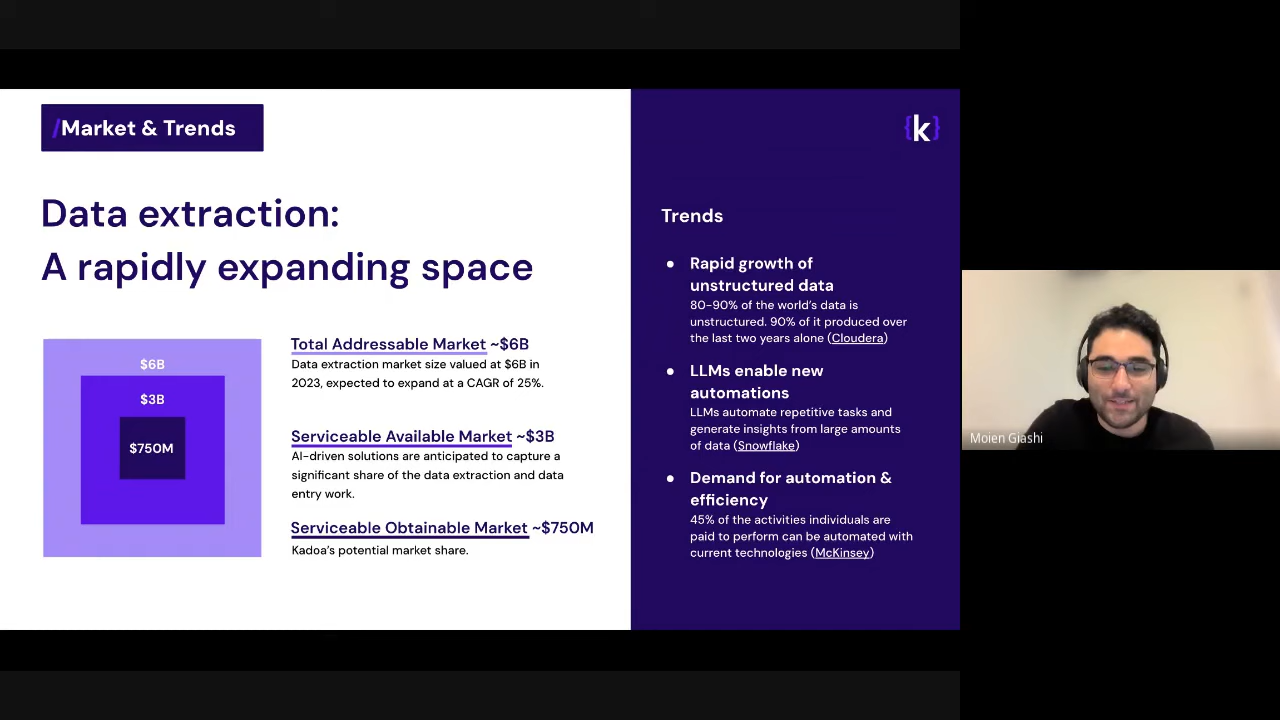 /Market & Trends
{k}
Data extraction:
A rapidly expanding space
$6B
$3B
$750M
Total Addressable Market ~$6B
Data extraction market size valued at $6B in
2023, expected to expand at a CAGR of 25%.
Serviceable Available Market ~$3B
AI-driven solutions are anticipated to capture a
significant share of the data extraction and data
entry work.
Serviceable Obtainable Market ~$750M
Kadoa's potential market share.
Trends
● Rapid growth of
unstructured data
80-90% of the world's data is
unstructured. 90% of it produced over
the last two years alone (Cloudera)
● LLMs enable new
automations
LLMs automate repetitive tasks and
generate insights from large amounts
of data (Snowflake)
● Demand for automation &
efficiency
45% of the activities individuals are
paid to perform can be automated with
current technologies (McKinsey)
Moien Giashi